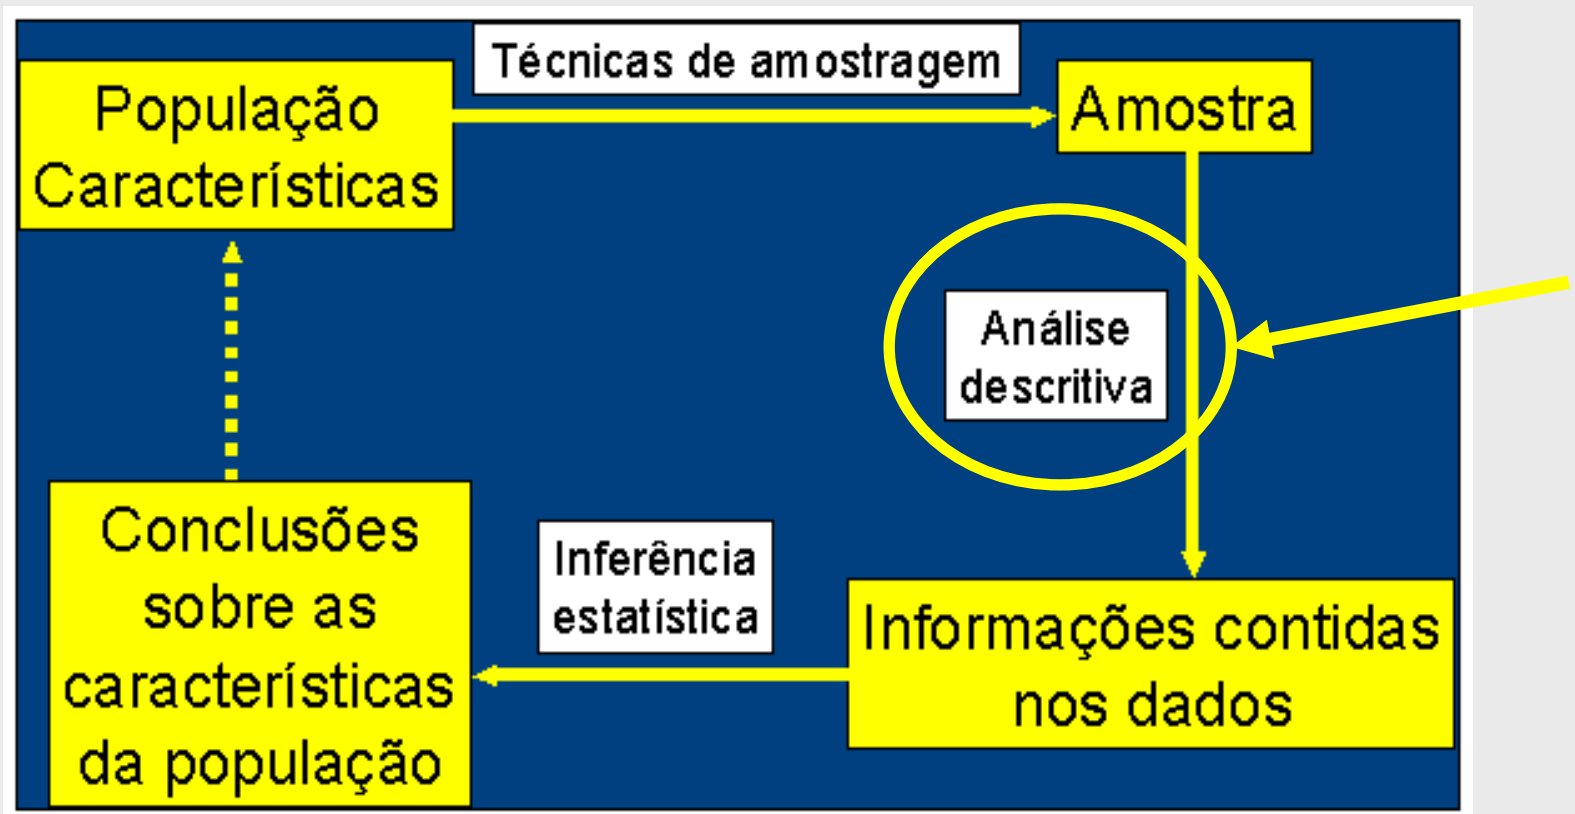 Técnicas de amostragem
População
Características
Amostra
Análise
descritiva
Conclusões
sobre as
características
da população
Inferência
estatística
Informações contidas
nos dados